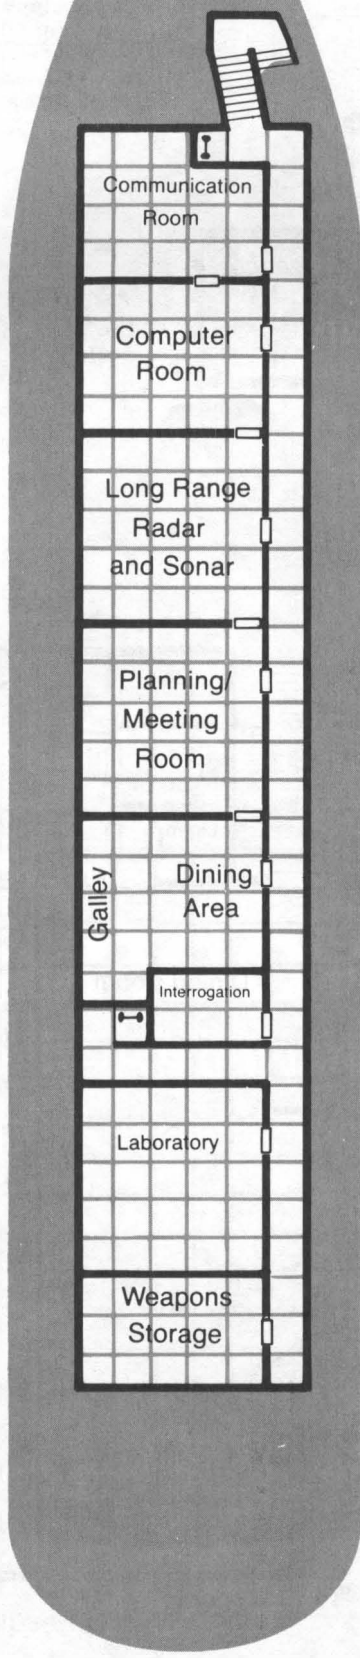 Communication
Room
Computer
Room
Long Range
Radar
and Sonar
Planning/
Meeting
Room
Galley
Dining
Area
Interrogation
Laboratory
Weapons
Storage